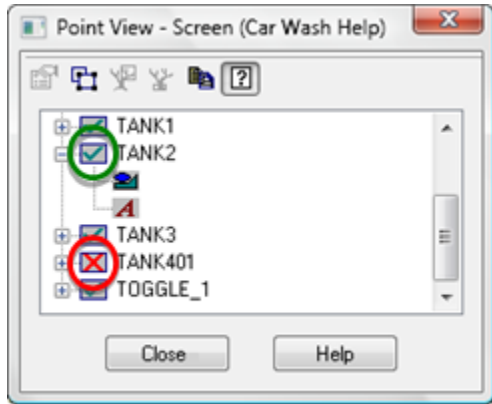 Point View - Screen (Car Wash Help)
TANK1
TANK2
A
TANK3
TANK401
TOGGLE_1
Close
Help